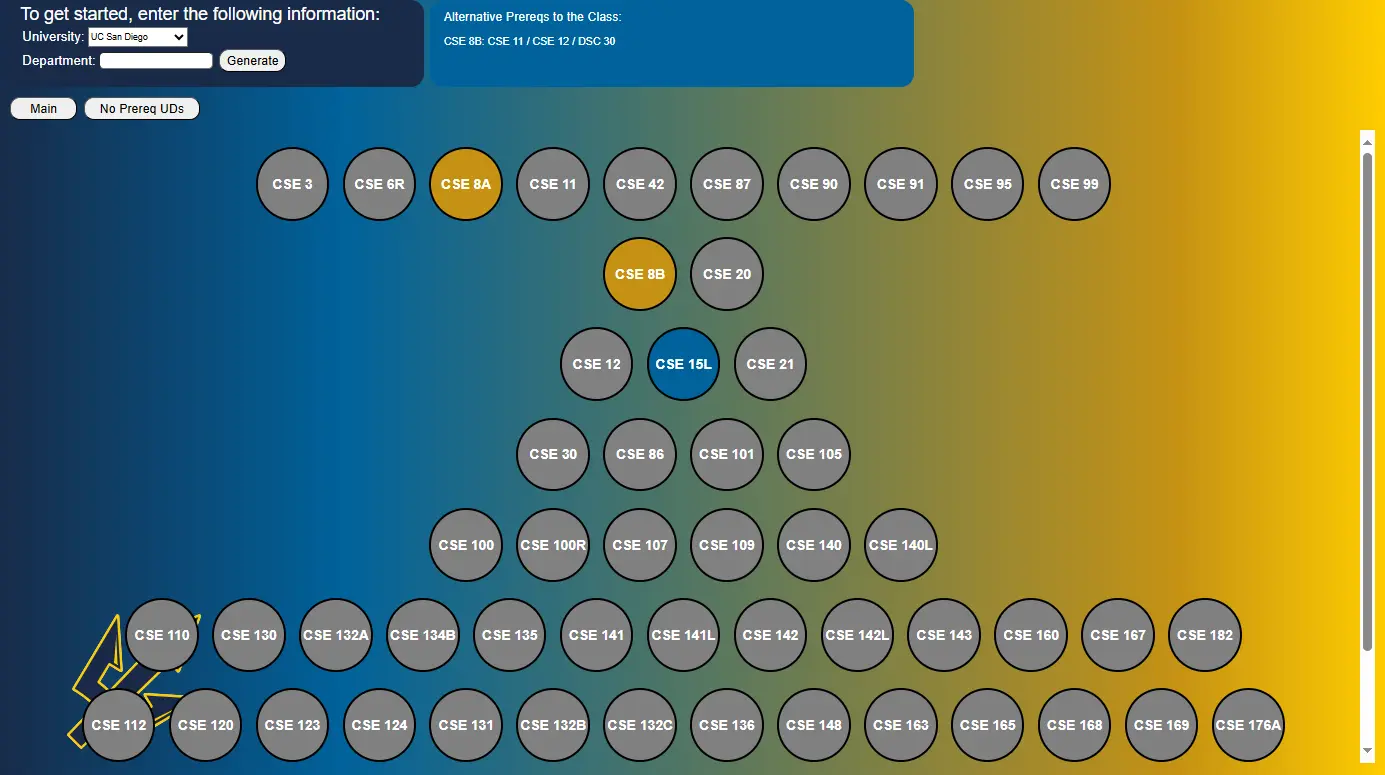 To get started, enter the following information:
University: UC San Diego
Department: Generate
Alternative Prereqs to the Class:
CSE 8B: CSE 11 / CSE 12 / DSC 30
Main No Prereq UDs
CSE 3 CSE 6R CSE 8A CSE 11 CSE 42 CSE 87 CSE 90 CSE 91 CSE 95 CSE 99
CSE 8B CSE 20
CSE 12 CSE 15L CSE 21
CSE 30 CSE 86 CSE 101 CSE 105
CSE 100 CSE 100R CSE 107 CSE 109 CSE 140 CSE 140L
CSE 110 CSE 130 CSE 132A CSE 134B CSE 135 CSE 141 CSE 141L CSE 142 CSE 142L CSE 143 CSE 160 CSE 167 CSE 182
CSE 112 CSE 120 CSE 123 CSE 124 CSE 131 CSE 132B CSE 132C CSE 136 CSE 148 CSE 163 CSE 165 CSE 168 CSE 169 CSE 176A